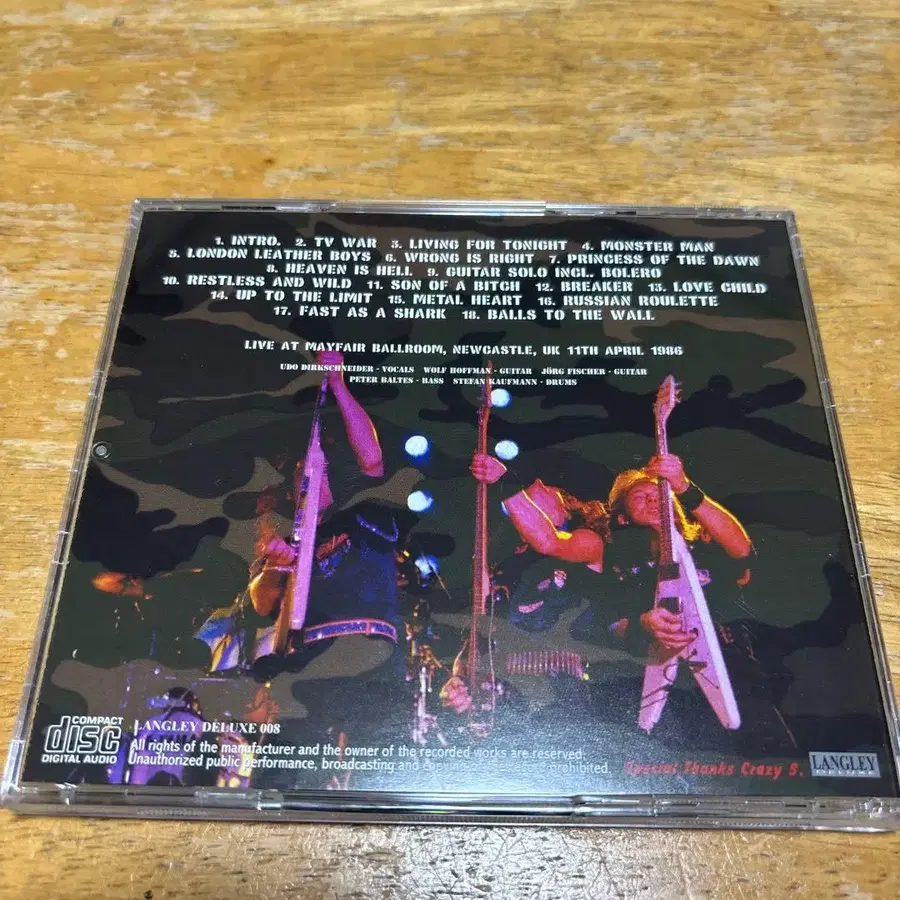 1. INTRO. 2. TV WAR 3. LIVING FOR TONIGHT 4. MONSTER MAN
5. LONDON LEATHER BOYS 6. WRONG IS RIGHT 7. PRINCESS OF THE DAWN
8. HEAVEN IS HELL 9. GUITAR SOLO INCL. BOLERO
10. RESTLESS AND WILD 11. SON OF A BITCH 12. BREAKER 13. LOVE CHILD
14. UP TO THE LIMIT 15. METAL HEART 16. RUSSIAN ROULETTE
17. FAST AS A SHARK 18. BALLS TO THE WALL
LIVE AT MAYFAIR BALLROOM, NEWCASTLE, UK 11TH APRIL 1986
UDO DIRKSCHNEIDER - VOCALS WOLF HOFFMAN - GUITAR JÖRG FISCHER - GUITAR
PETER BALTES - BASS STEFAN KAUFMANN - DRUMS
COMPACT
disc
DIGITAL AUDIO
LANGLEY DELUXE 008
All rights of the manufacturer and the owner of the recorded works are reserved.
Unauthorized public performance, broadcasting and prohibited.
Special Thanks Crazy S.
LANGLEY
DELUXE